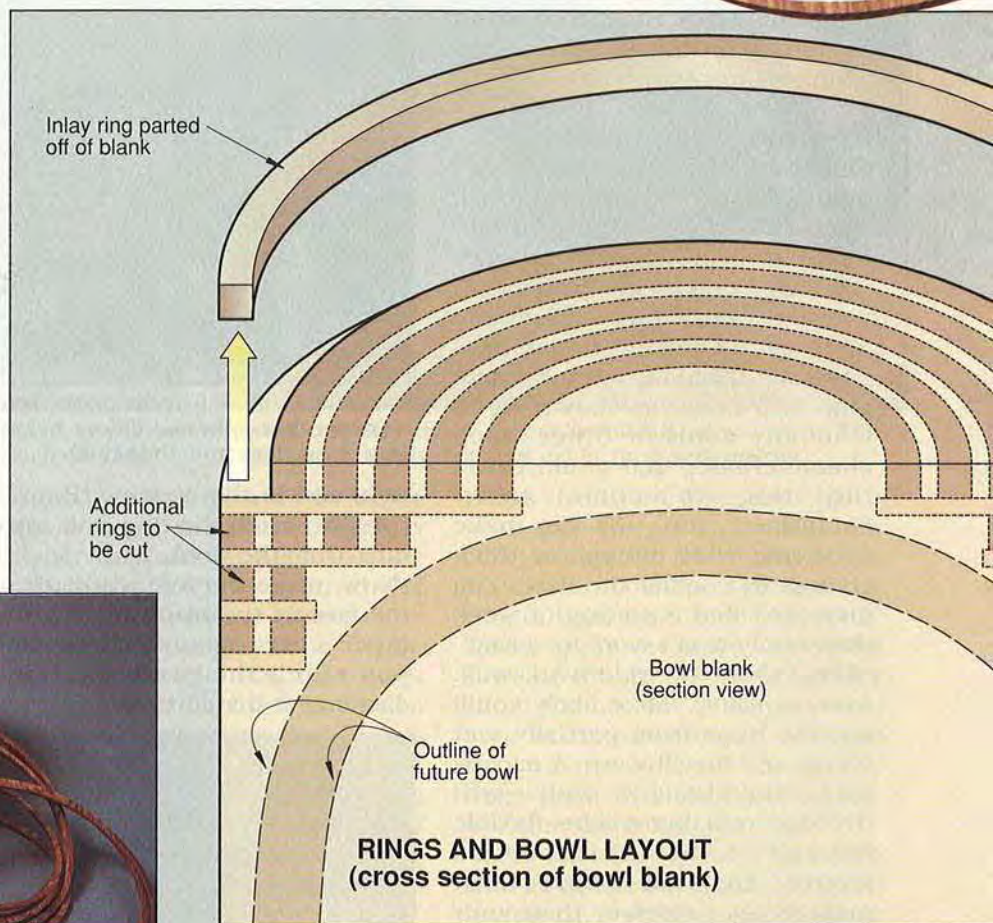 Inlay ring parted
off of blank
Additional
rings to
be cut
Bowl blank
(section view)
Outline of
future bowl
RINGS AND BOWL LAYOUT
(cross section of bowl blank)